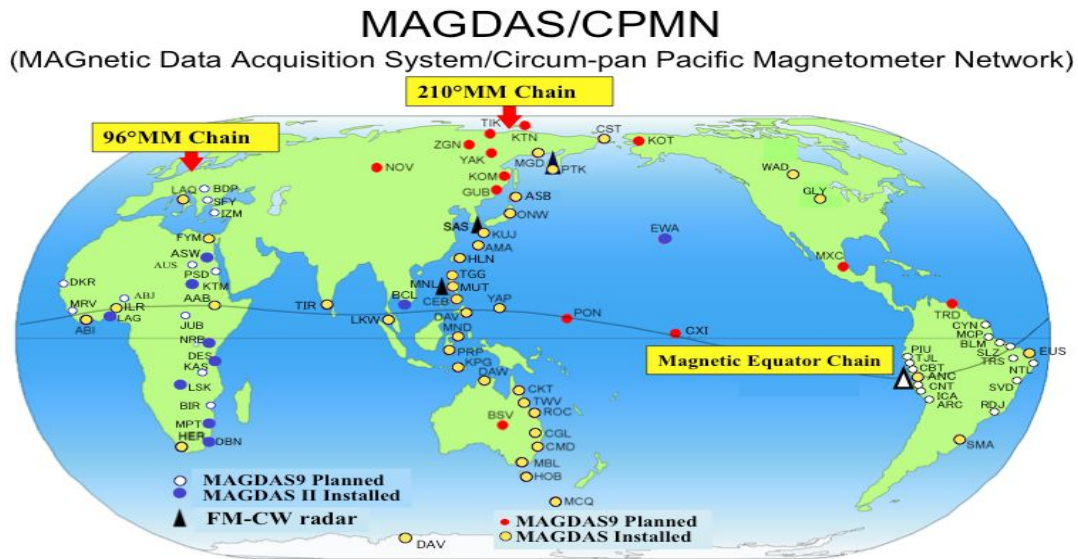 MAGDAS/CPMN
(MAGnetic Data Acquisition System/Circum-pan Pacific Magnetometer Network)
210°MM Chain
96°MM Chain
TIK
KTN
CST
ZGN
KOT
NOV
YAK
MGD
WAD
PTK
LAQ
BDP
KOM
GLY
SFY
GUB
ASB
IZM
ONW
SAS
EWA
FYM
KUJ
AMA
ASW
HLN
MXC
AUS
PSD
TGG
DKR
KTM
MNL
MUT
ABJ
BCL
MRV
ILR
AAB
TIR
CEB
YAP
TRD
ABI
LAG
LKW
DAV
PON
JUB
MND
CXI
CYN
NRB
MCP
DES
PRP
Magnetic Equator Chain
PJU
BLM
EUS
KAS
KPG
TJL
SLZ
DAW
CBT
TRS
NTL
LSK
ANC
CKT
CNT
SVD
BIR
TWV
ICA
ROC
ARC
RDJ
MPT
BSV
HER
DBN
CGL
CMD
SMA
MBL
HOB
MCQ
DAV
MAGDAS9 Planned
MAGDAS II Installed
FM-CW radar
MAGDAS9 Planned
MAGDAS Installed